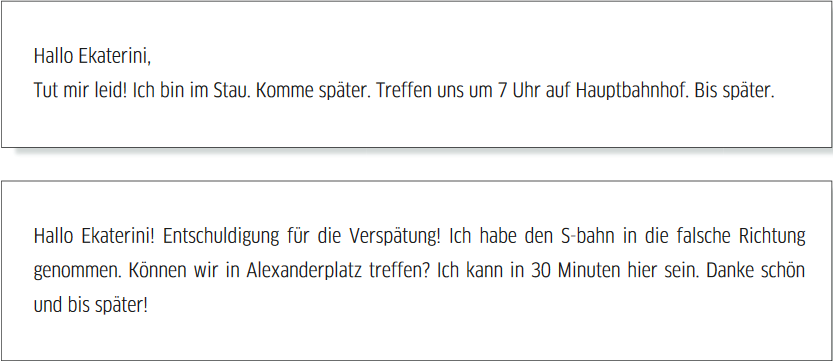 Hallo Ekaterini,
Tut mir leid! Ich bin im Stau. Komme später. Treffen uns um 7 Uhr auf Hauptbahnhof. Bis später.
Hallo Ekaterini! Entschuldigung für die Verspätung! Ich habe den S-bahn in die falsche Richtung
genommen. Können wir in Alexanderplatz treffen? Ich kann in 30 Minuten hier sein. Danke schön
und bis später!